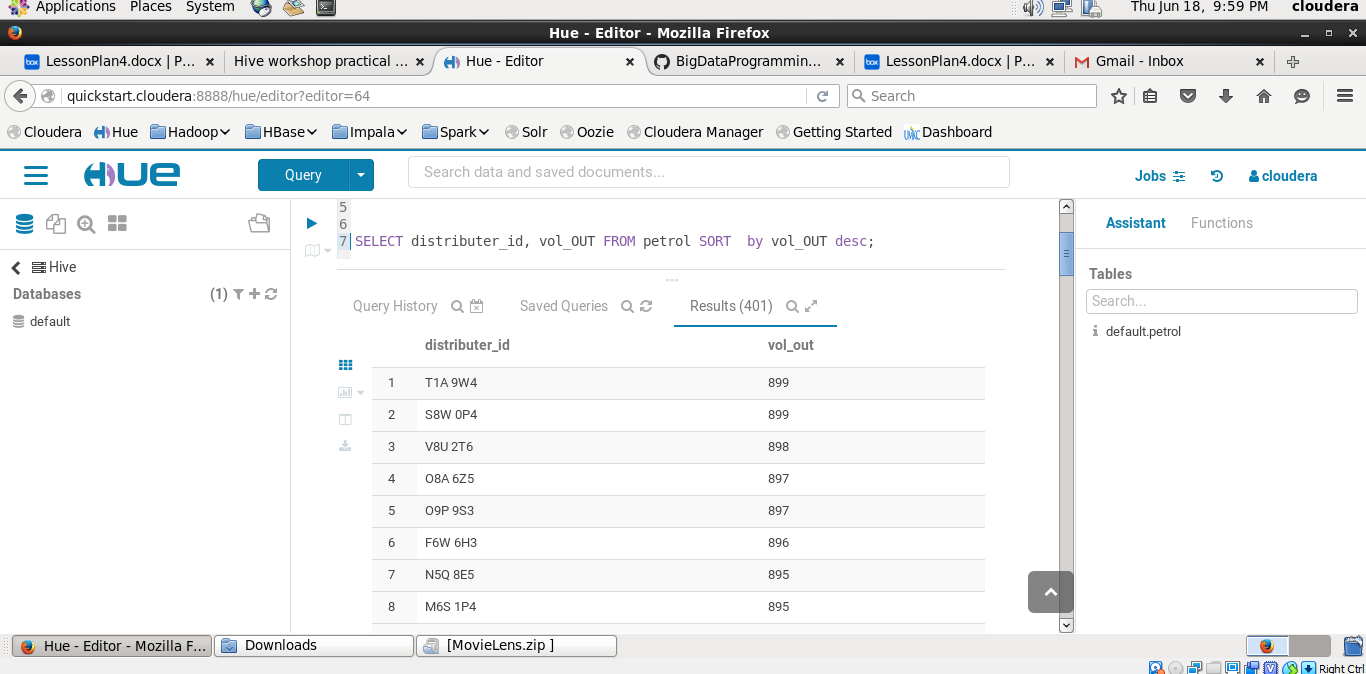 Applications Places System Thu Jun 18, 9:59 PM cloudera
Hue - Editor - Mozilla Firefox
LessonPlan4.docx | P... Hive workshop practical ... Hue - Editor BigDataProgrammin... LessonPlan4.docx | P... Gmail - Inbox
quickstart.cloudera:8888/hue/editor?editor=64 Search
Cloudera Hue Hadoop HBase Impala Spark Solr Oozie Cloudera Manager Getting Started UMKC Dashboard
HUE Query Search data and saved documents... Jobs cloudera
5
6
7 SELECT distributer_id, vol_OUT FROM petrol SORT  by vol_OUT desc;
Assistant Functions
Hive
Databases (1)
default
Tables
Search...
default.petrol
Query History Saved Queries Results (401)
distributer_id vol_out
1 T1A 9W4 899
2 S8W 0P4 899
3 V8U 2T6 898
4 O8A 6Z5 897
5 O9P 9S3 897
6 F6W 6H3 896
7 N5Q 8E5 895
8 M6S 1P4 895
Hue - Editor - Mozilla F... Downloads [MovieLens.zip ]
Right Ctrl